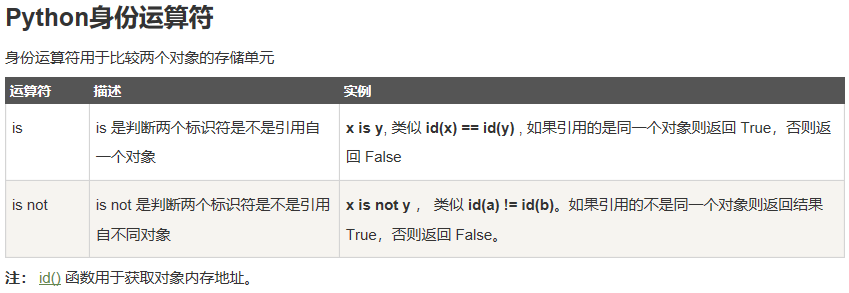 Python身份运算符
身份运算符用于比较两个对象的存储单元
运算符 描述 实例
is is 是判断两个标识符是不是引用自一个对象 x is y, 类似 id(x) == id(y) , 如果引用的是同一个对象则返回 True，否则返回 False
is not is not 是判断两个标识符是不是引用自不同对象 x is not y ， 类似 id(a) != id(b)。如果引用的不是同一个对象则返回结果 True，否则返回 False。
注： id() 函数用于获取对象内存地址。